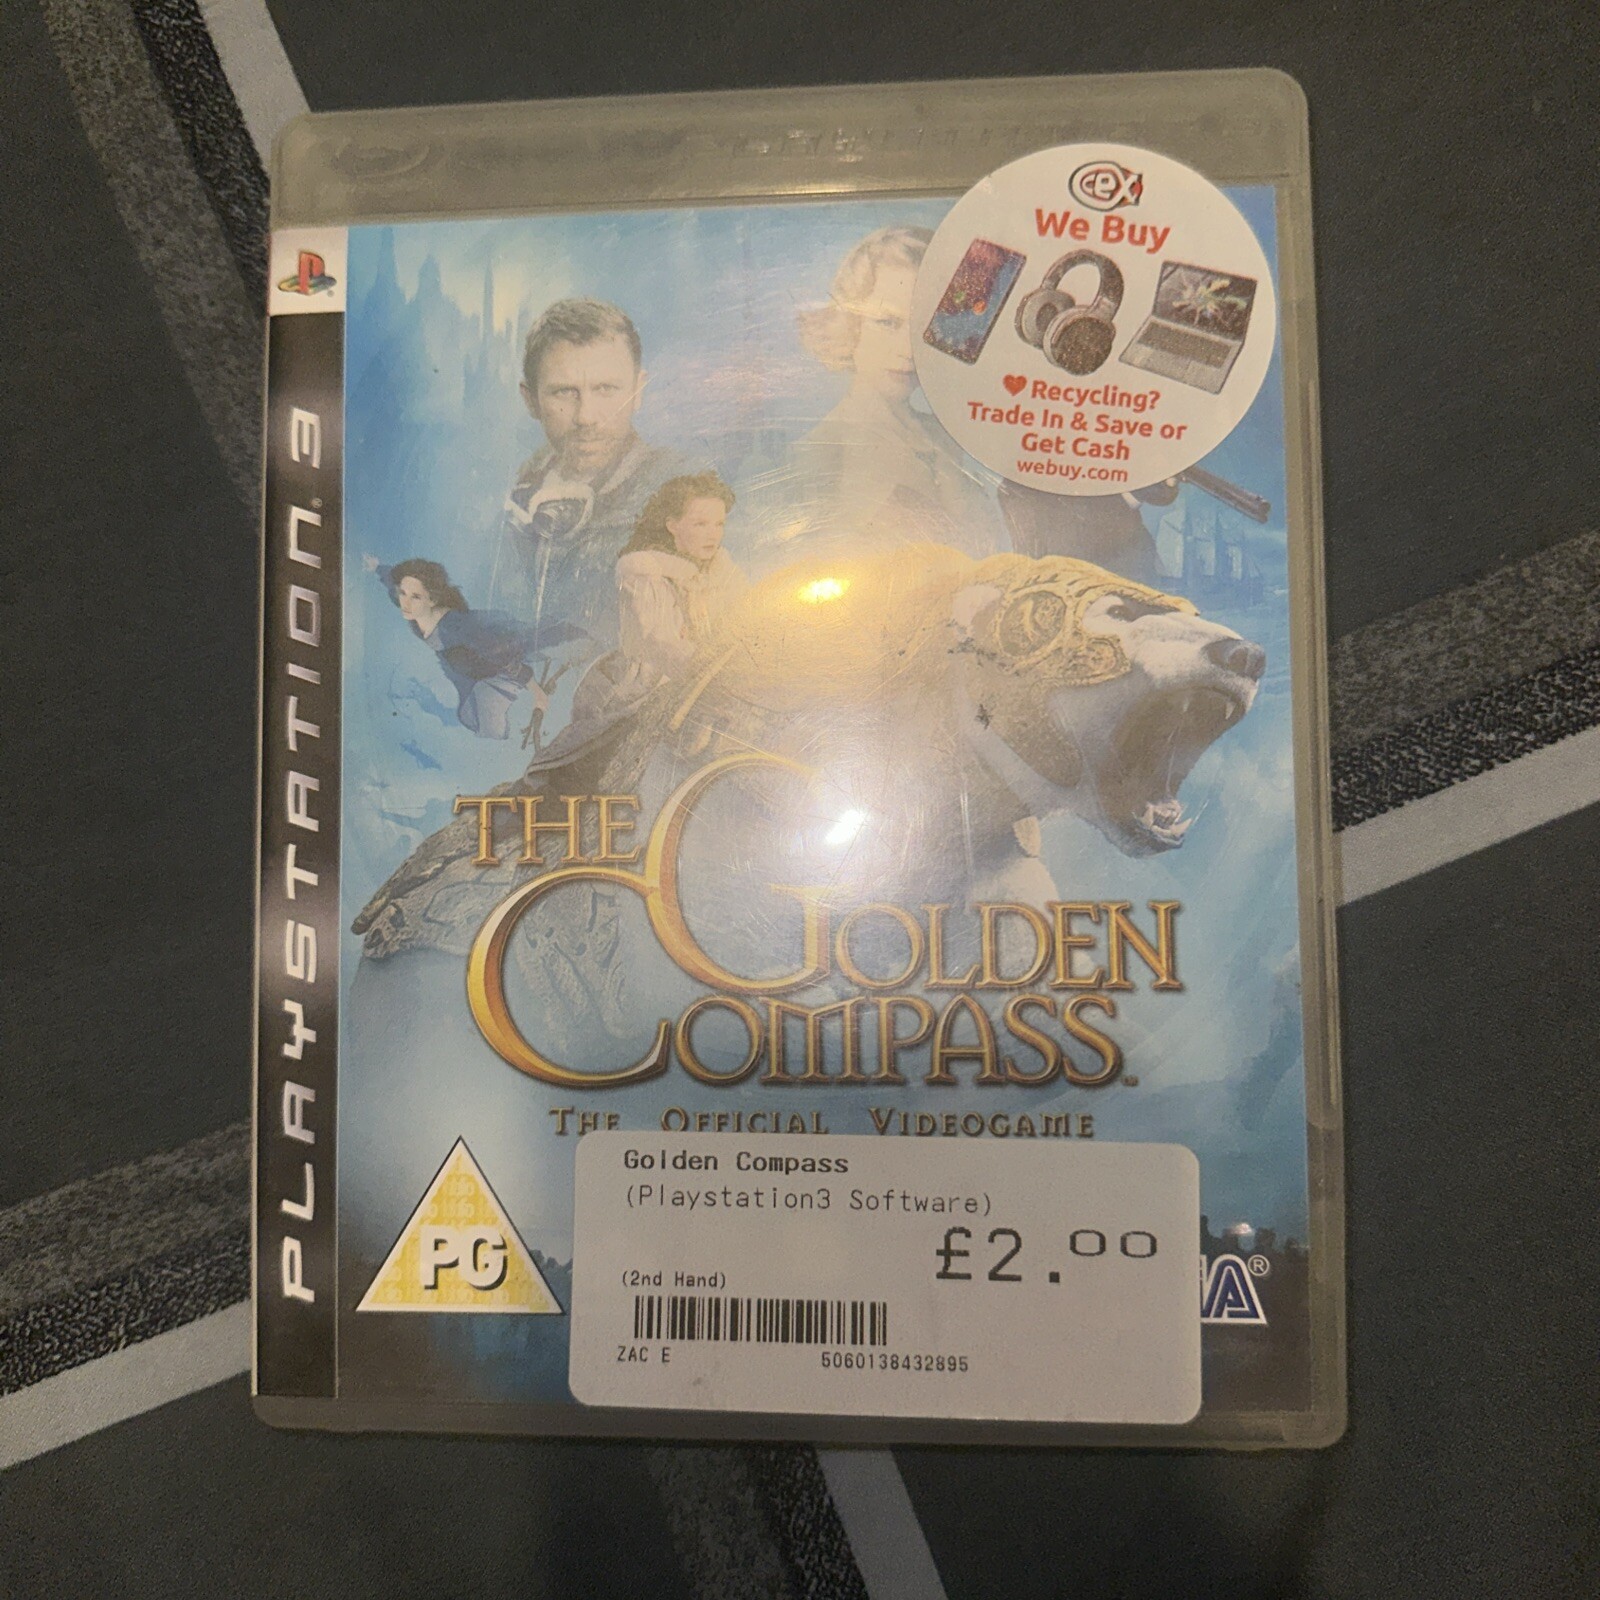 cex
We Buy
Recycling?
Trade In & Save or
Get Cash
webuy.com
PLAYSTATION®3
THE GOLDEN
COMPASS™
THE OFFICIAL VIDEOGAME
PG
Golden Compass
(Playstation3 Software)
£2.00
(2nd Hand)
ZAC E 5060138432895